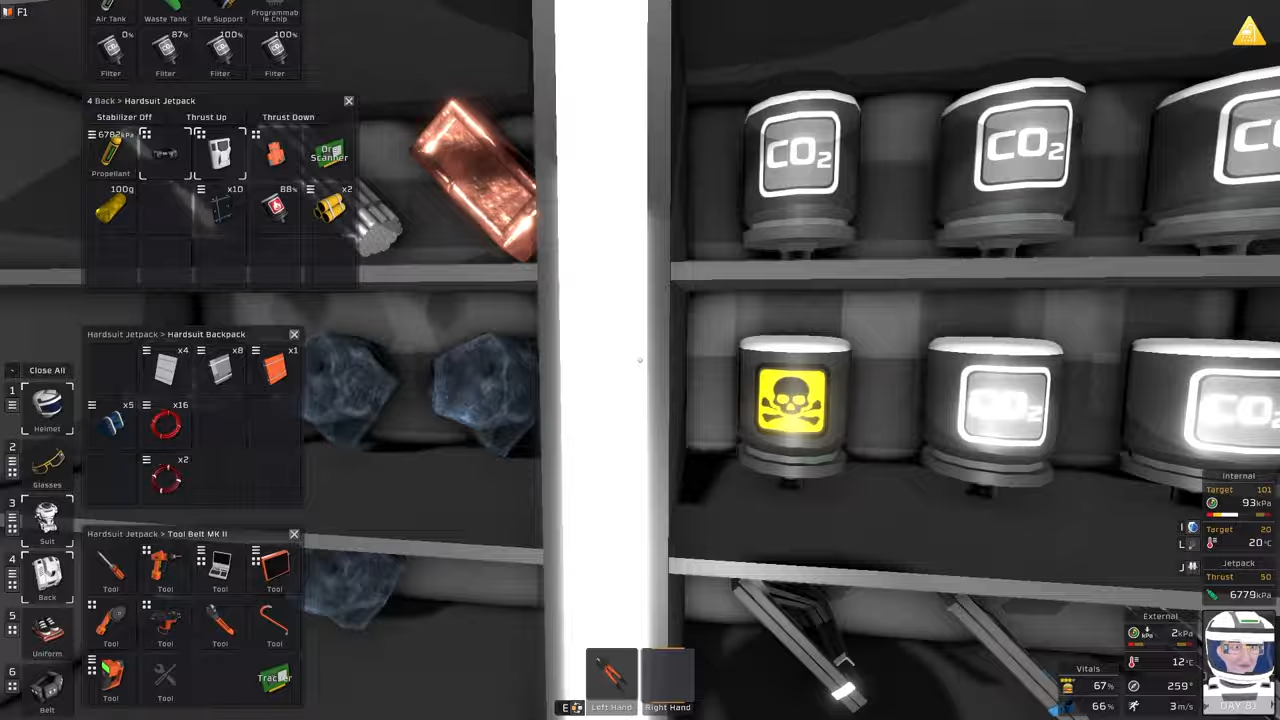 F1
Air Tank
Waste Tank
Life Support
Programmab
le Chip
0%
87%
100%
100%
Filter
Filter
Filter
Filter
4 Back > Hardsuit Jetpack
Stabilizer Off
Thrust Up
Thrust Down
6782kPa
Propellant
Ore
Scanner
100g
x10
88%
x2
Hardsuit Jetpack > Hardsuit Backpack
x4
x8
x1
x5
x16
x2
Hardsuit Jetpack > Tool Belt MK II
Tool
Tool
Tool
Tool
Tool
Tool
Tool
Tool
Tool
Tool
Tracker
Close All
1
Helmet
2
Glasses
3
Suit
4
Back
5
Uniform
6
Belt
CO2
CO2
CO2
CO2
E
Left Hand
Right Hand
Internal
Target 101
93kPa
Target 20
20°C
Jetpack
Thrust 50
6779kPa
I
L
J
External
kPa
2kPa
12°C
259°
3m/s
Vitals
67%
66%
DAY 81